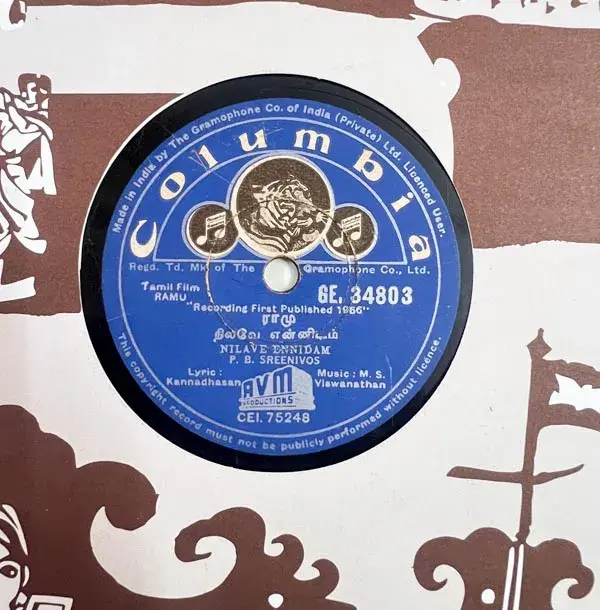 Made in India by The Gramophone Co. of India (Private) Ltd. Licenced User.
Columbia
Regd. Td. Mk of The Gramophone Co., Ltd.
Tamil Film
RAMU
GE. 34803
"Recording First Published 1966"
ராமு
நிலவே என்னிடம்
NILAVE ENNIDAM
P. B. SREENIVOS
Lyric :
Kannadhasan
Music : M. S.
Viswanathan
AVM
PRODUCTIONS
CEI. 75248
This copyright record must not be publicly performed without licence.